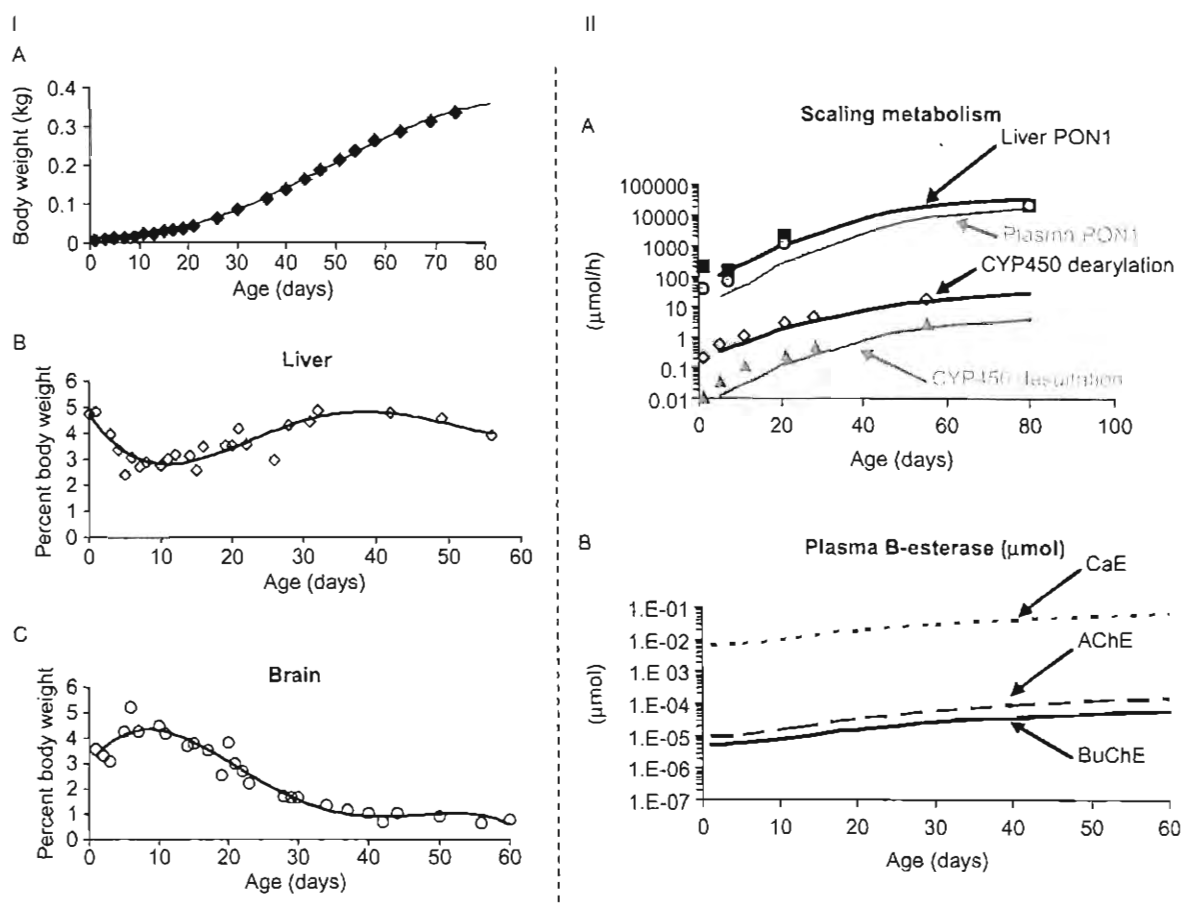 I
A
Body weight (kg)
0.4
0.3
0.2
0.1
0
0 10 20 30 40 50 60 70 80
Age (days)
B
Liver
Percent body weight
6
5
4
3
2
1
0
0 10 20 30 40 50 60
Age (days)
C
Brain
Percent body weight
6
5
4
3
2
1
0
0 10 20 30 40 50 60
Age (days)
II
A
Scaling metabolism
Liver PON1
Plasma PON1
CYP450 dearylation
CYP450 desulfation
(μmol/h)
100000
10000
1000
100
10
1
0.1
0.01
0 20 40 60 80 100
Age (days)
B
Plasma B-esterase (μmol)
CaE
AChE
BuChE
(μmol)
1.E-01
1.E-02
1.E-03
1.E-04
1.E-05
1.E-06
1.E-07
0 10 20 30 40 50 60
Age (days)